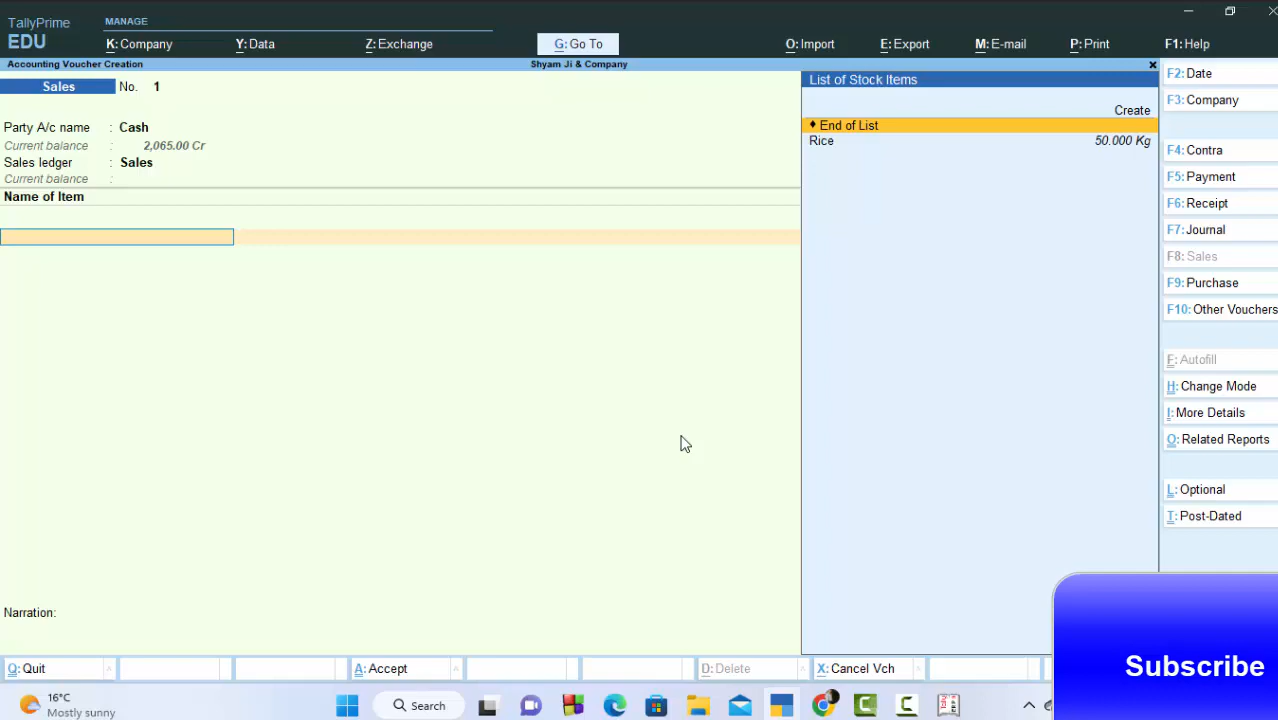 TallyPrime
EDU
MANAGE
K: Company
Y: Data
Z: Exchange
G: Go To
O: Import
E: Export
M: E-mail
P: Print
F1: Help
Accounting Voucher Creation
Shyam Ji & Company
Sales No. 1
Party A/c name : Cash
Current balance : 2,065.00 Cr
Sales ledger : Sales
Current balance :
Name of Item
Narration:
List of Stock Items
Create
♦ End of List
Rice 50.000 Kg
F2: Date
F3: Company
F4: Contra
F5: Payment
F6: Receipt
F7: Journal
F8: Sales
F9: Purchase
F10: Other Vouchers
F: Autofill
H: Change Mode
I: More Details
O: Related Reports
L: Optional
T: Post-Dated
Subscribe
Q: Quit
A: Accept
D: Delete
X: Cancel Vch
16°C
Mostly sunny
Search